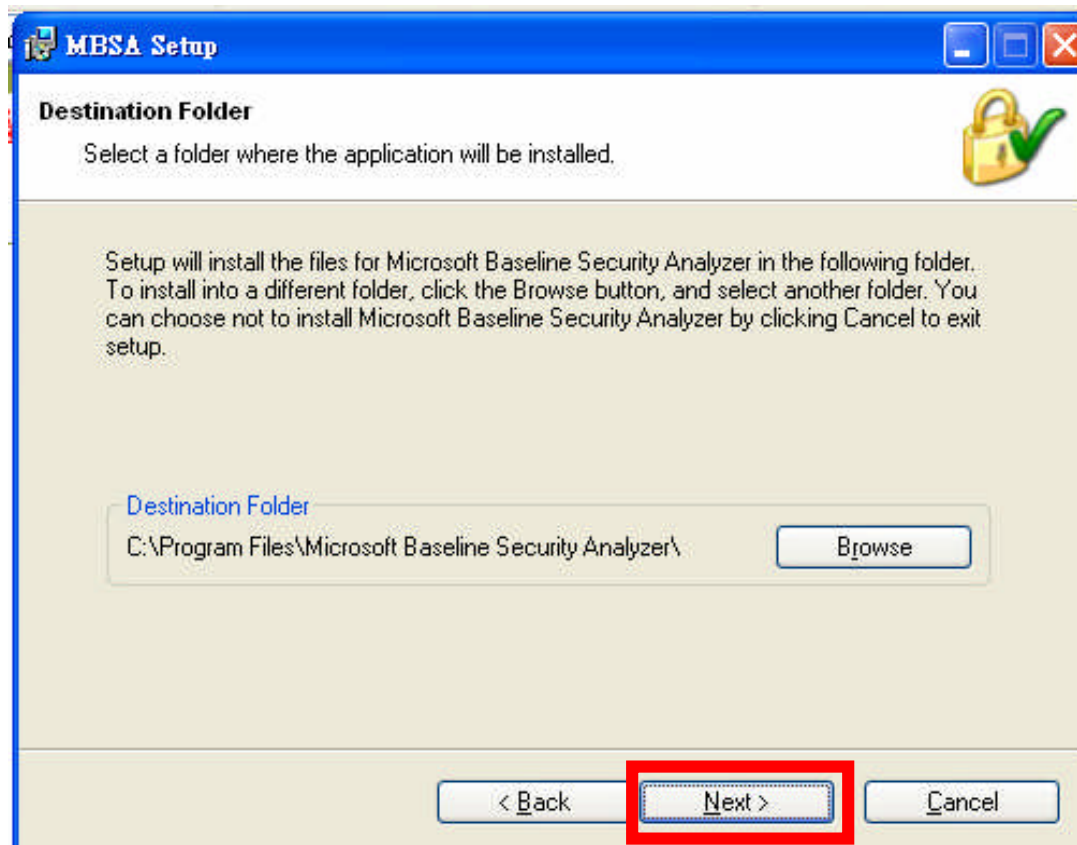 MBSA Setup
Destination Folder
Select a folder where the application will be installed.
Setup will install the files for Microsoft Baseline Security Analyzer in the following folder.
To install into a different folder, click the Browse button, and select another folder. You
can choose not to install Microsoft Baseline Security Analyzer by clicking Cancel to exit
setup.
Destination Folder
C:\Program Files\Microsoft Baseline Security Analyzer\
Browse
< Back
Next >
Cancel